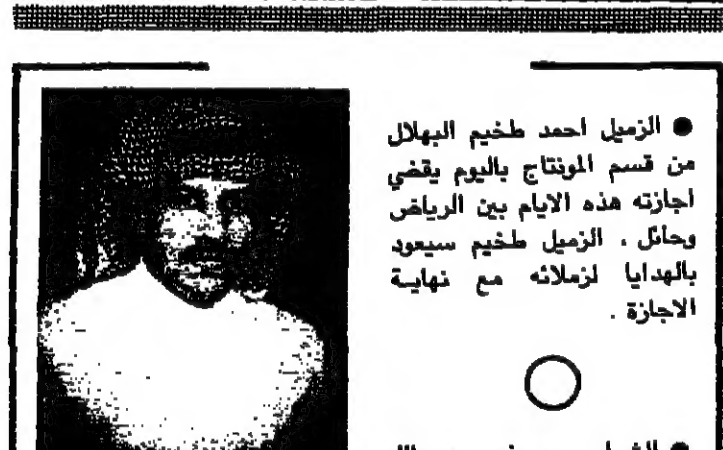 ● الزميل احمد طخيم البهلال
من قسم المونتاج باليوم يقضي
اجازته هذه الايام بين الرياض
وحائل . الزميل طخيم سيعود
بالهدايا لزملائه مع نهاية
الاجازة .